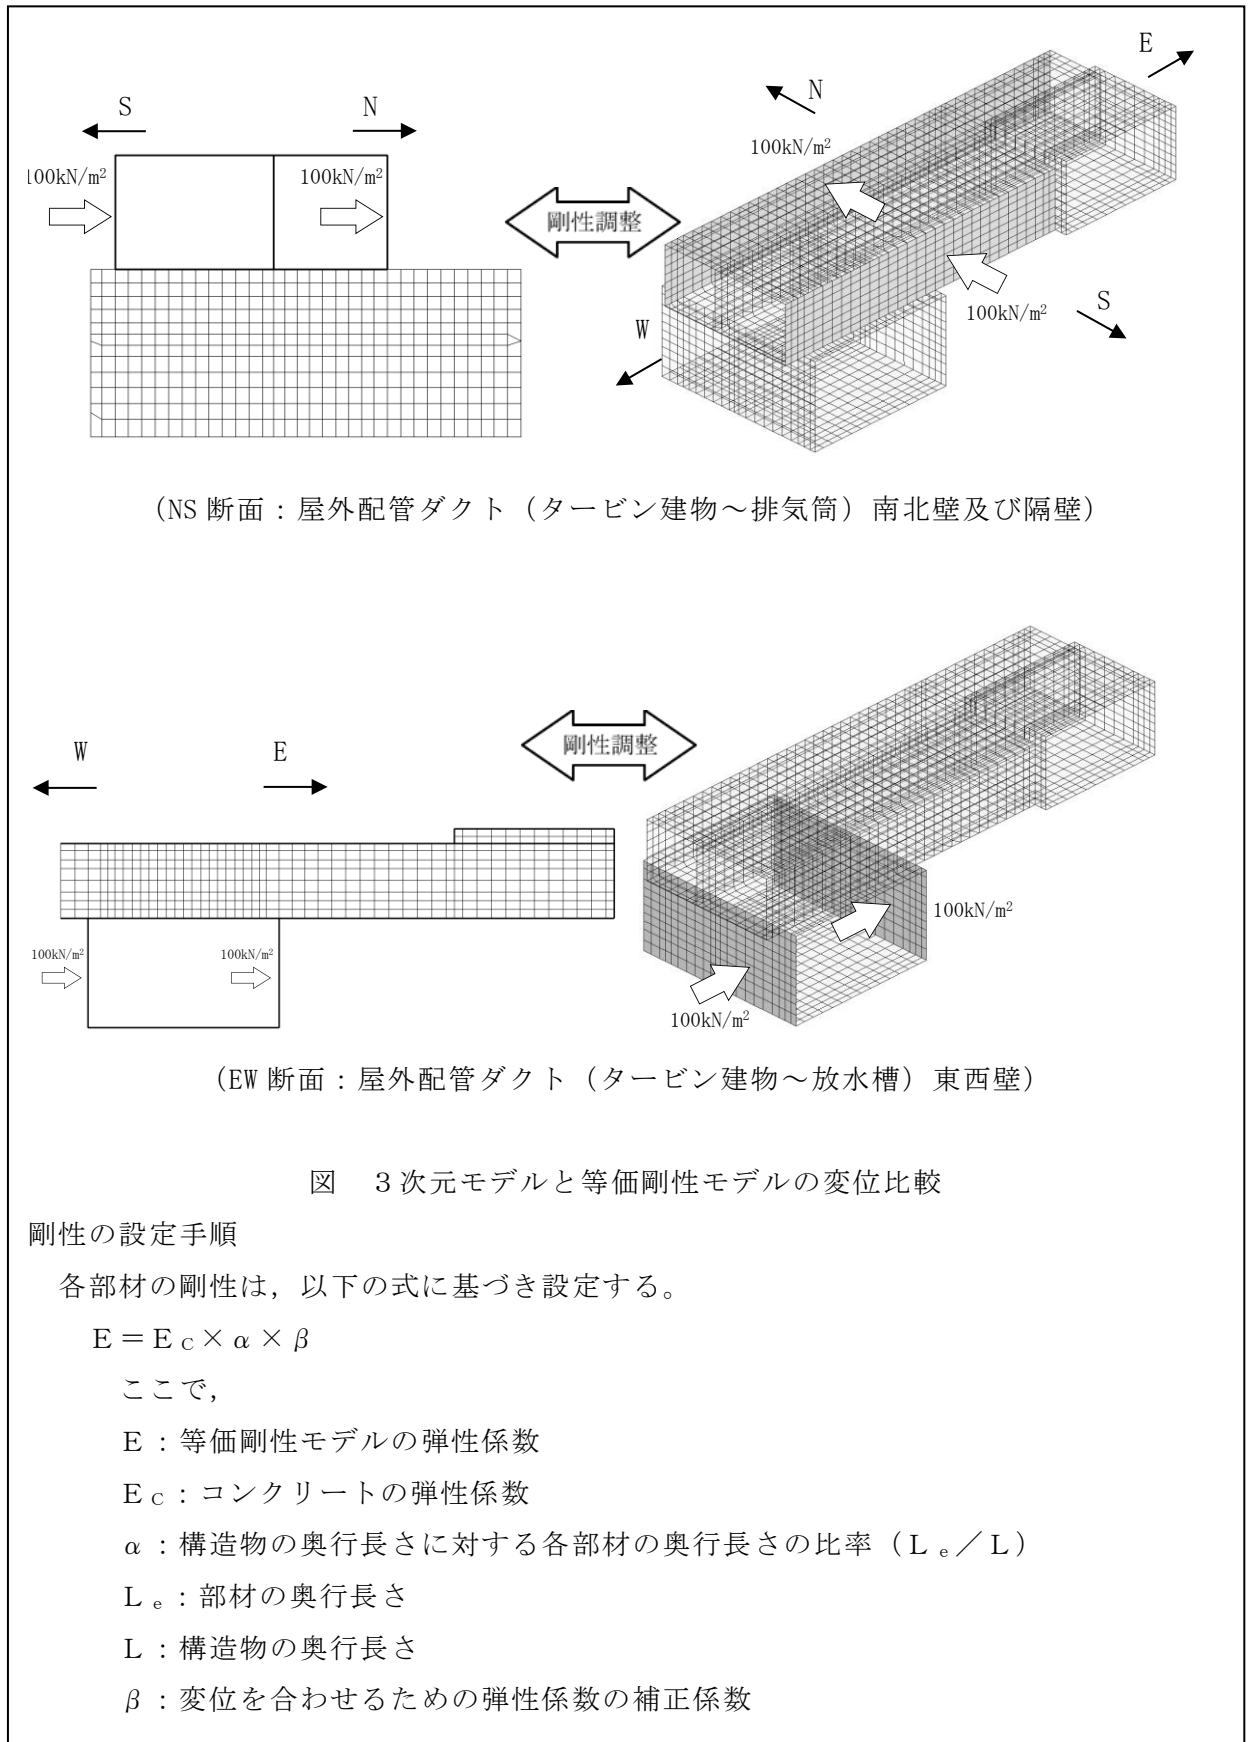 S
N
100kN/m²
100kN/m²
剛性調整
E
N
100kN/m²
100kN/m²
S
W
（NS 断面：屋外配管ダクト（タービン建物～排気筒）南北壁及び隔壁）
W
E
剛性調整
100kN/m²
100kN/m²
100kN/m²
100kN/m²
（EW 断面：屋外配管ダクト（タービン建物～放水槽）東西壁）
図　３次元モデルと等価剛性モデルの変位比較
剛性の設定手順
各部材の剛性は，以下の式に基づき設定する。
Ｅ＝Ｅc×α×β
ここで，
Ｅ：等価剛性モデルの弾性係数
Ｅc：コンクリートの弾性係数
α：構造物の奥行長さに対する各部材の奥行長さの比率（Ｌe／Ｌ）
Ｌe：部材の奥行長さ
Ｌ：構造物の奥行長さ
β：変位を合わせるための弾性係数の補正係数